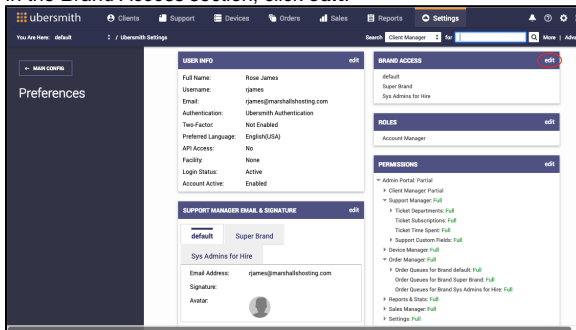 In the Brand Access section, click edit.
ubersmith
Clients
Support
Devices
Orders
Sales
Reports
Settings
You Are Here: default / Ubersmith Settings
Search Client Manager for
More | Adva
← MAIN CONFIG
Preferences
USER INFO edit
Full Name: Rose James
Username: rjames
Email: rjames@marshallshosting.com
Authentication: Ubersmith Authentication
Two-Factor: Not Enabled
Preferred Language: English(USA)
API Access: No
Facility: None
Login Status: Active
Account Active: Enabled
SUPPORT MANAGER EMAIL & SIGNATURE edit
default
Super Brand
Sys Admins for Hire
Email Address: rjames@marshallshosting.com
Signature:
Avatar:
BRAND ACCESS edit
default
Super Brand
Sys Admins for Hire
ROLES edit
Account Manager
PERMISSIONS edit
Admin Portal: Partial
Client Manager: Partial
Support Manager: Full
Ticket Departments: Full
Ticket Subscriptions: Full
Ticket Time Spent: Full
Support Custom Fields: Full
Device Manager: Full
Order Manager: Full
Order Queues for Brand default: Full
Order Queues for Brand Super Brand: Full
Order Queues for Brand Sys Admins for Hire: Full
Reports & Stats: Full
Sales Manager: Full
Settings: Full